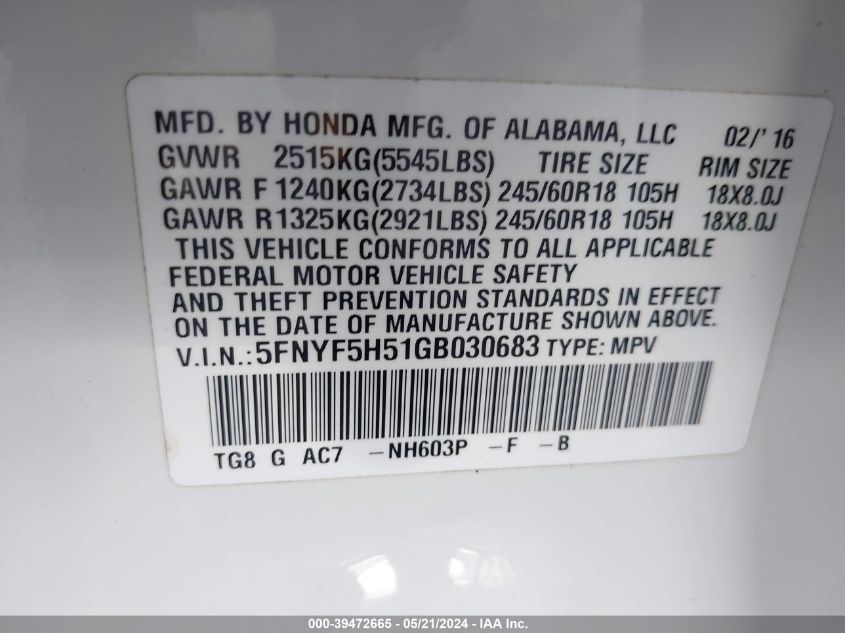 MFD. BY HONDA MFG. OF ALABAMA, LLC 02/' 16
GVWR 2515KG(5545LBS) TIRE SIZE RIM SIZE
GAWR F 1240KG(2734LBS) 245/60R18 105H 18X8.0J
GAWR R1325KG(2921LBS) 245/60R18 105H 18X8.0J
THIS VEHICLE CONFORMS TO ALL APPLICABLE
FEDERAL MOTOR VEHICLE SAFETY
AND THEFT PREVENTION STANDARDS IN EFFECT
ON THE DATE OF MANUFACTURE SHOWN ABOVE.
V.I.N.:5FNYF5H51GB030683 TYPE: MPV
TG8 G AC7 -NH603P -F -B
000-39472665 - 05/21/2024 - IAA Inc.